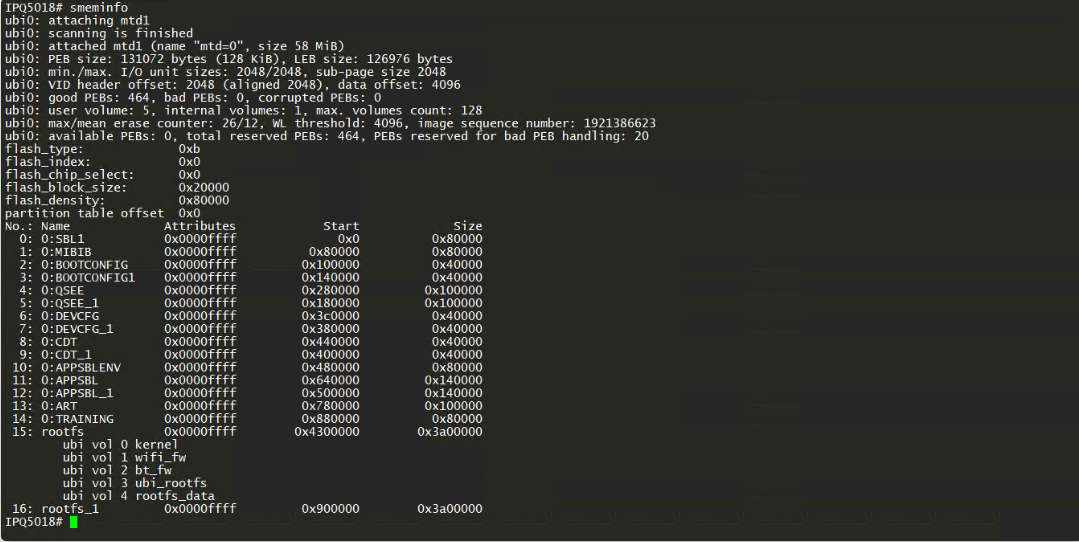 IPQ5018# smeminfo
ubi0: attaching mtd1
ubi0: scanning is finished
ubi0: attached mtd1 (name "mtd=0", size 58 MiB)
ubi0: PEB size: 131072 bytes (128 KiB), LEB size: 126976 bytes
ubi0: min./max. I/O unit sizes: 2048/2048, sub-page size 2048
ubi0: VID header offset: 2048 (aligned 2048), data offset: 4096
ubi0: good PEBs: 464, bad PEBs: 0, corrupted PEBs: 0
ubi0: user volume: 5, internal volumes: 1, max. volumes count: 128
ubi0: max/mean erase counter: 26/12, WL threshold: 4096, image sequence number: 1921386623
ubi0: available PEBs: 0, total reserved PEBs: 464, PEBs reserved for bad PEB handling: 20
flash_type: 0xb
flash_index: 0x0
flash_chip_select: 0x0
flash_block_size: 0x20000
flash_density: 0x80000
partition table offset 0x0
No.: Name Attributes Start Size
0: 0:SBL1 0x0000ffff 0x0 0x80000
1: 0:MIBIB 0x0000ffff 0x80000 0x80000
2: 0:BOOTCONFIG 0x0000ffff 0x100000 0x40000
3: 0:BOOTCONFIG1 0x0000ffff 0x140000 0x40000
4: 0:QSEE 0x0000ffff 0x280000 0x100000
5: 0:QSEE_1 0x0000ffff 0x180000 0x100000
6: 0:DEVCFG 0x0000ffff 0x3c0000 0x40000
7: 0:DEVCFG_1 0x0000ffff 0x380000 0x40000
8: 0:CDT 0x0000ffff 0x440000 0x40000
9: 0:CDT_1 0x0000ffff 0x400000 0x40000
10: 0:APPSBLENV 0x0000ffff 0x480000 0x80000
11: 0:APPSBL 0x0000ffff 0x640000 0x140000
12: 0:APPSBL_1 0x0000ffff 0x500000 0x140000
13: 0:ART 0x0000ffff 0x780000 0x100000
14: 0:TRAINING 0x0000ffff 0x880000 0x80000
15: rootfs 0x0000ffff 0x4300000 0x3a00000
ubi vol 0 kernel
ubi vol 1 wifi_fw
ubi vol 2 bt_fw
ubi vol 3 ubi_rootfs
ubi vol 4 rootfs_data
16: rootfs_1 0x0000ffff 0x900000 0x3a00000
IPQ5018#